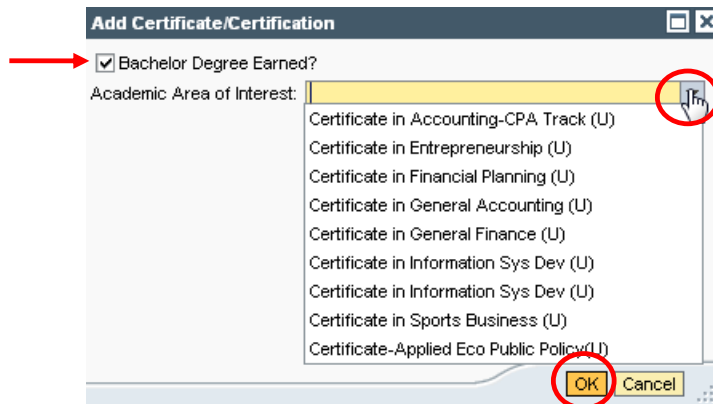 Add Certificate/Certification
Bachelor Degree Earned?
Academic Area of Interest:
Certificate in Accounting-CPA Track (U)
Certificate in Entrepreneurship (U)
Certificate in Financial Planning (U)
Certificate in General Accounting (U)
Certificate in General Finance (U)
Certificate in Information Sys Dev (U)
Certificate in Information Sys Dev (U)
Certificate in Sports Business (U)
Certificate-Applied Eco Public Policy(U)
OK Cancel